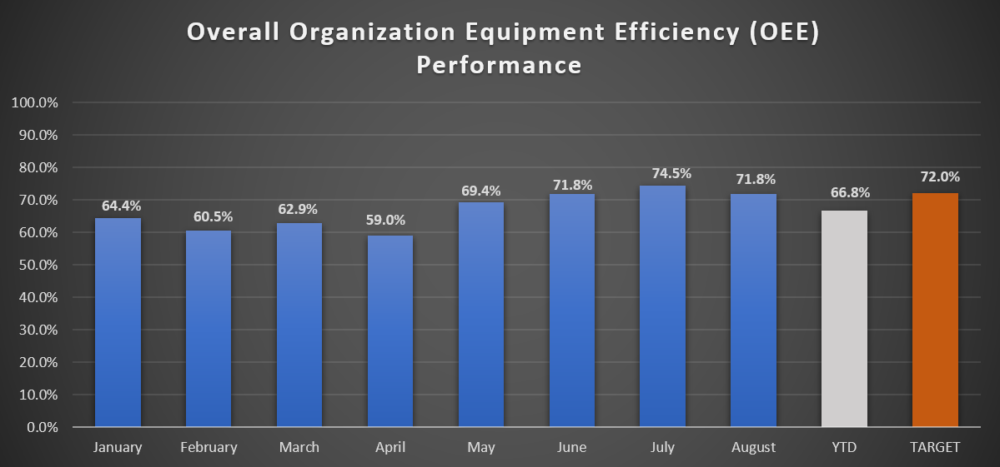 Overall Organization Equipment Efficiency (OEE)
Performance
100.0%
90.0%
80.0%
70.0%
60.0%
50.0%
40.0%
30.0%
20.0%
10.0%
0.0%
64.4%
60.5%
62.9%
59.0%
69.4%
71.8%
74.5%
71.8%
66.8%
72.0%
January
February
March
April
May
June
July
August
YTD
TARGET